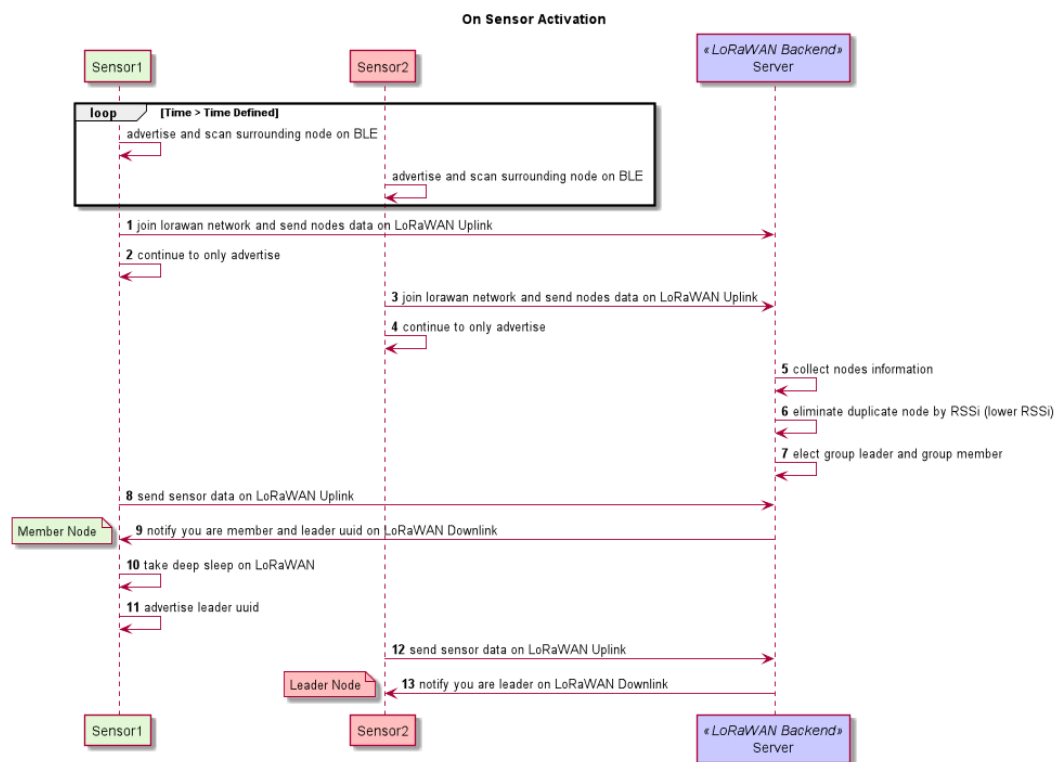 On Sensor Activation
Sensor1
Sensor2
«LoRaWAN Backend»
Server
loop [Time > Time Defined]
advertise and scan surrounding node on BLE
advertise and scan surrounding node on BLE
1 join lorawan network and send nodes data on LoRaWAN Uplink
2 continue to only advertise
3 join lorawan network and send nodes data on LoRaWAN Uplink
4 continue to only advertise
5 collect nodes information
6 eliminate duplicate node by RSSi (lower RSSi)
7 elect group leader and group member
8 send sensor data on LoRaWAN Uplink
Member Node
9 notify you are member and leader uuid on LoRaWAN Downlink
10 take deep sleep on LoRaWAN
11 advertise leader uuid
12 send sensor data on LoRaWAN Uplink
Leader Node
13 notify you are leader on LoRaWAN Downlink
Sensor1
Sensor2
«LoRaWAN Backend»
Server